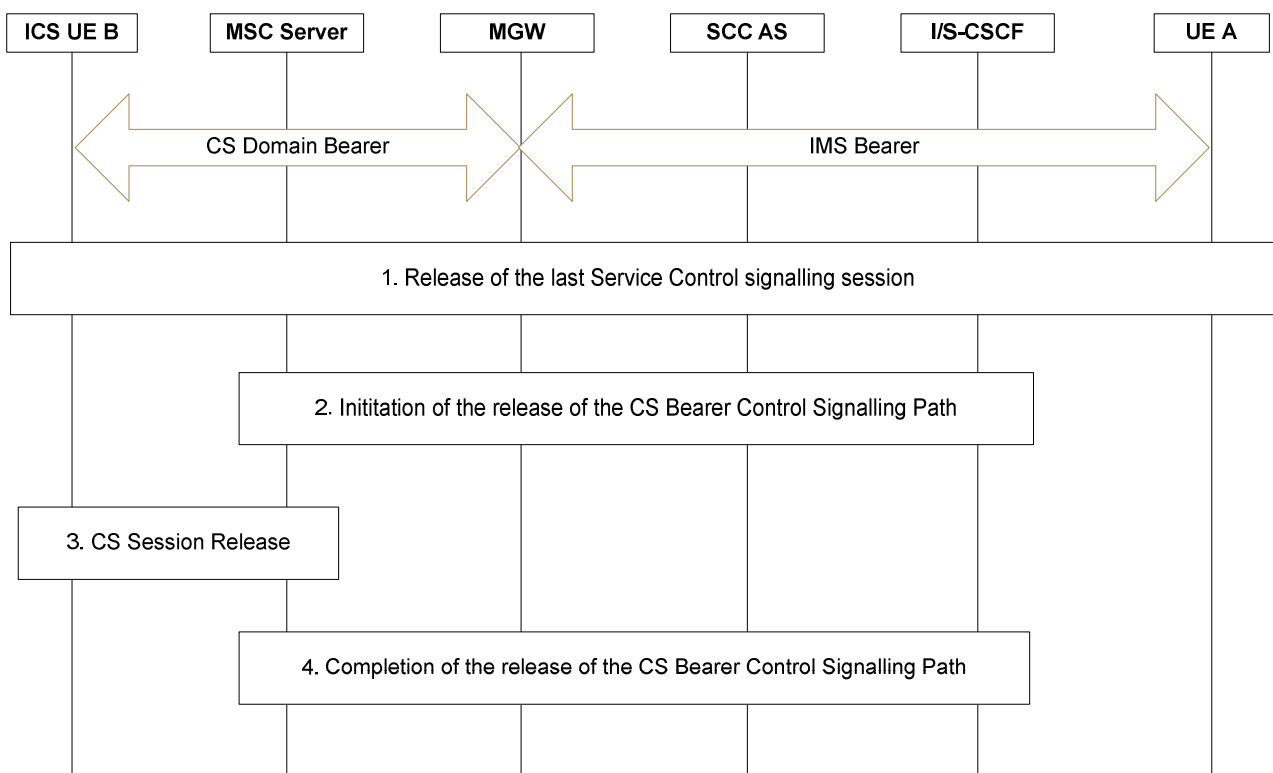 ICS UE B
MSC Server
MGW
SCC AS
I/S-CSCF
UE A
CS Domain Bearer
IMS Bearer
1. Release of the last Service Control signalling session
2. Inititation of the release of the CS Bearer Control Signalling Path
3. CS Session Release
4. Completion of the release of the CS Bearer Control Signalling Path